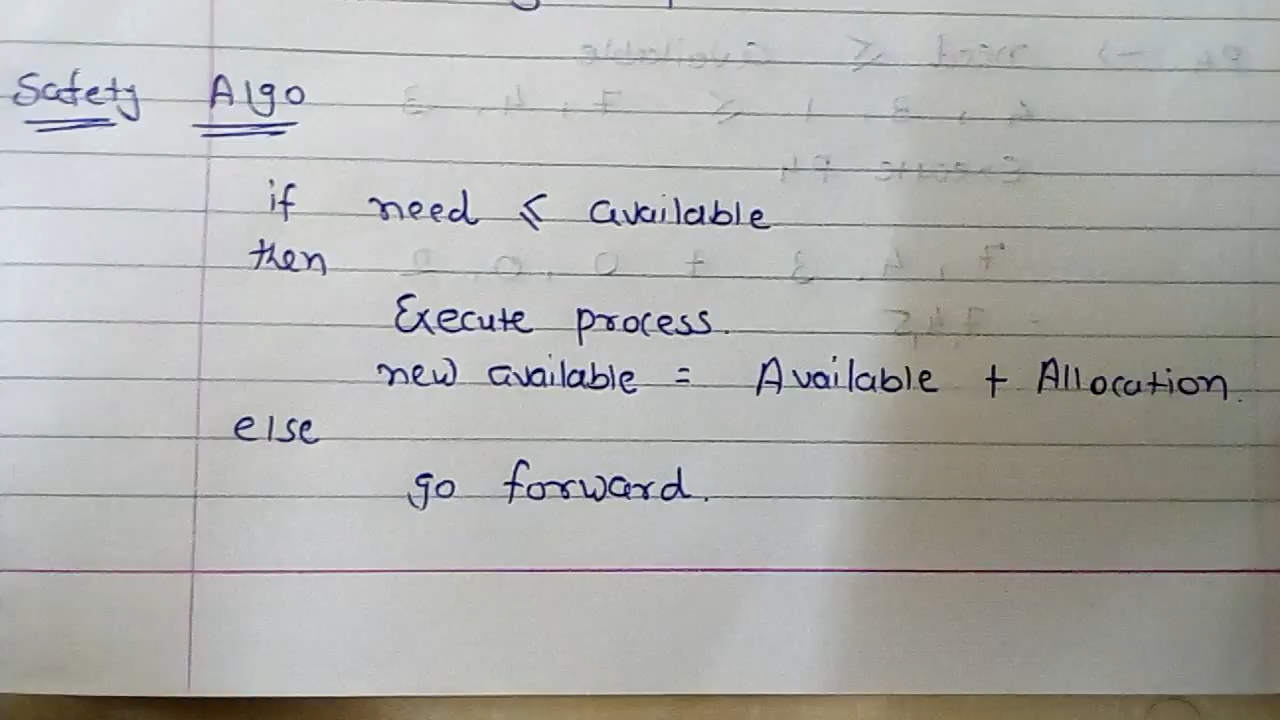 Safety Algo
if need ≤ available
then
Execute process.
new available = Available + Allocation.
else
go forward.